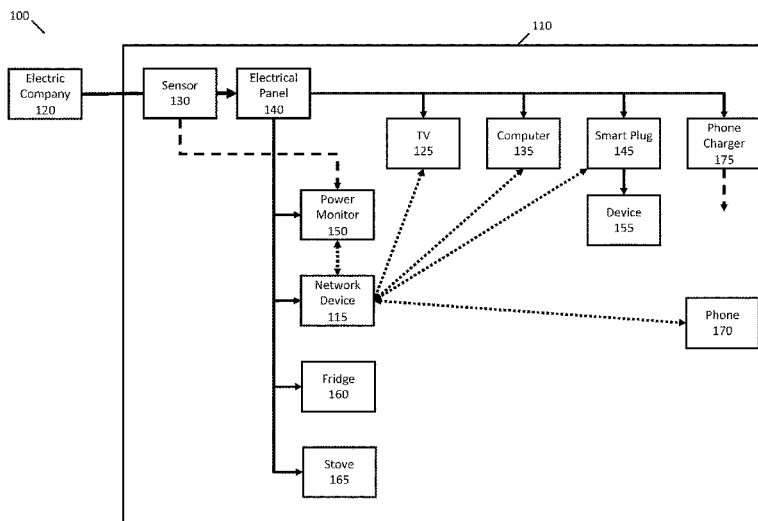 100
110
Electric
Company
120
Sensor
130
Electrical
Panel
140
TV
125
Computer
135
Smart Plug
145
Phone
Charger
175
Power
Monitor
150
Device
155
Network
Device
115
Phone
170
Fridge
160
Stove
165